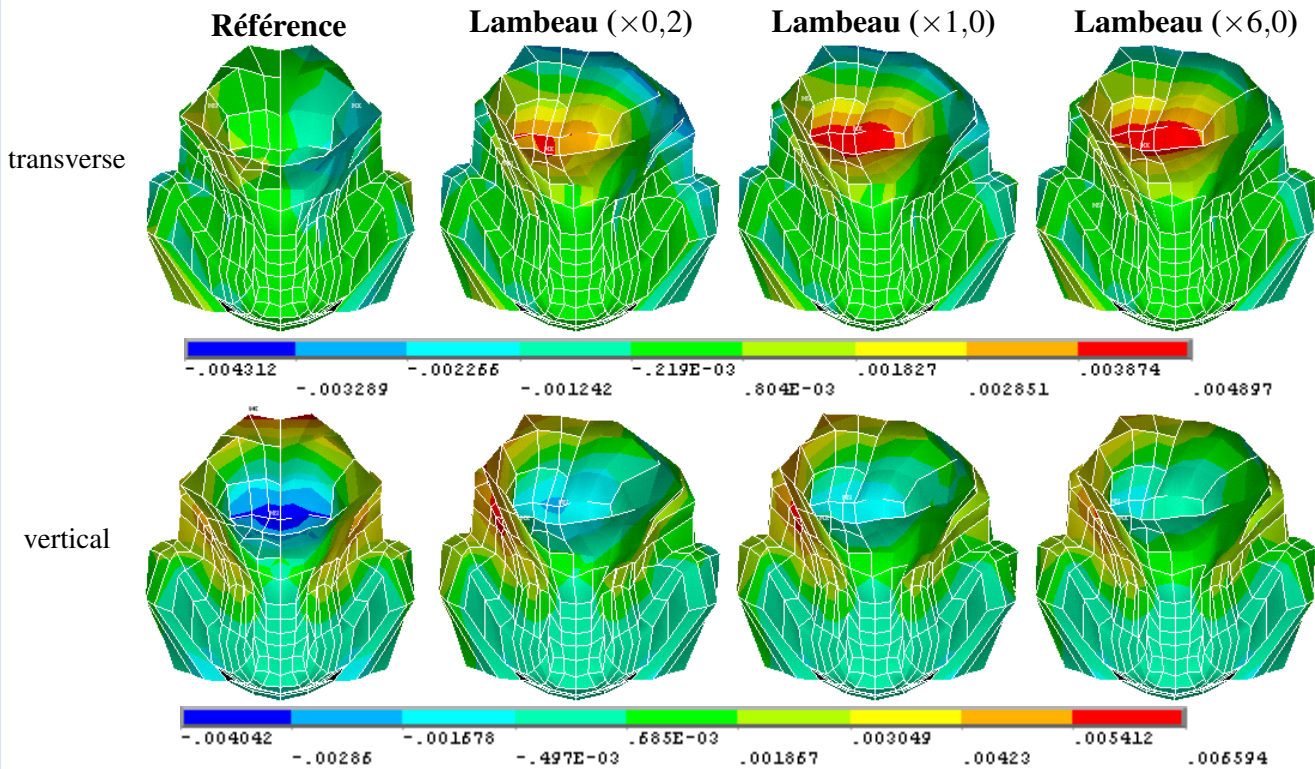 Référence Lambeau (×0,2) Lambeau (×1,0) Lambeau (×6,0)
transverse
-.004312 -.002266 -.219E-03 .001827 .003874
-.003289 -.001242 .804E-03 .002851 .004897
vertical
-.004042 -.001678 .685E-03 .003049 .005412
-.00286 -.497E-03 .001867 .00423 .006594